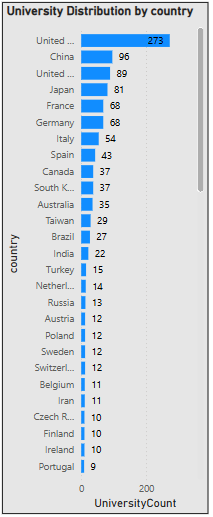 University Distribution by country
United ... 273
China 96
United ... 89
Japan 81
France 68
Germany 68
Italy 54
Spain 43
Canada 37
South K... 37
Australia 35
Taiwan 29
Brazil 27
India 22
Turkey 15
Netherl... 14
Russia 13
Austria 12
Poland 12
Sweden 12
Switzerl... 12
Belgium 11
Iran 11
Czech R... 10
Finland 10
Ireland 10
Portugal 9
country
0 200
UniversityCount